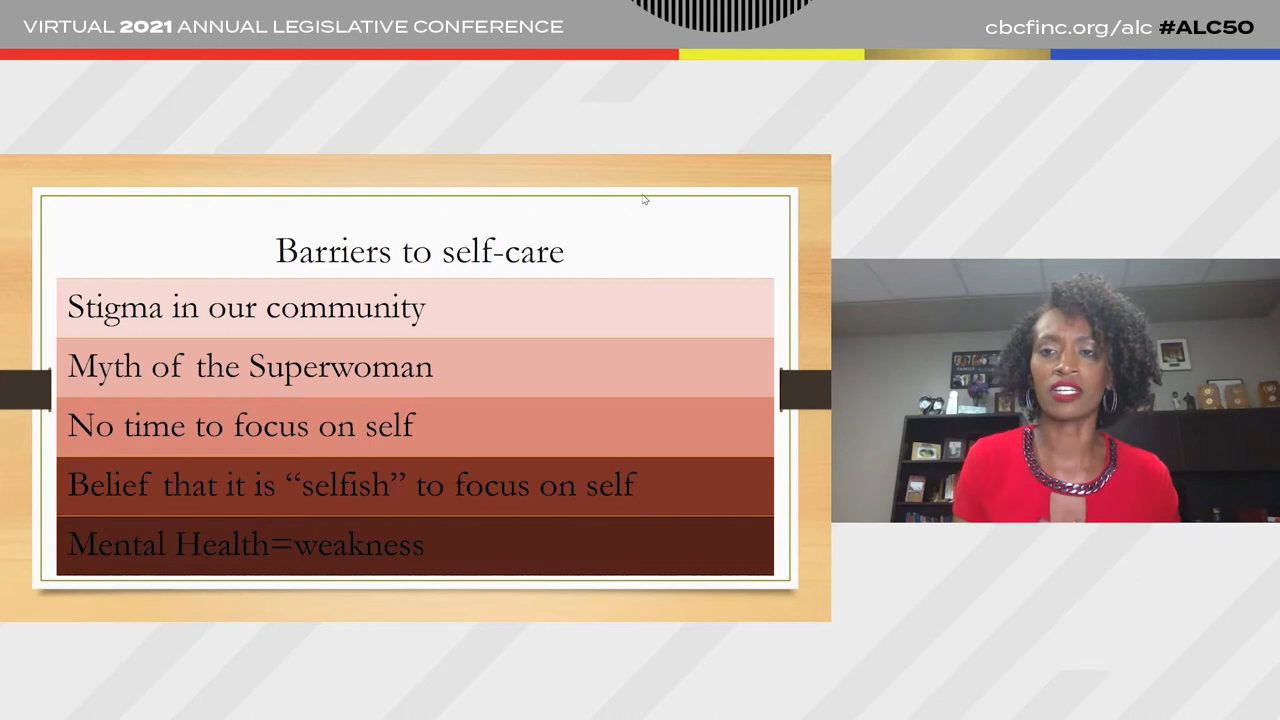 VIRTUAL 2021 ANNUAL LEGISLATIVE CONFERENCE
cbcfinc.org/alc #ALC50
Barriers to self-care
Stigma in our community
Myth of the Superwoman
No time to focus on self
Belief that it is “selfish” to focus on self
Mental Health=weakness
FAMILY